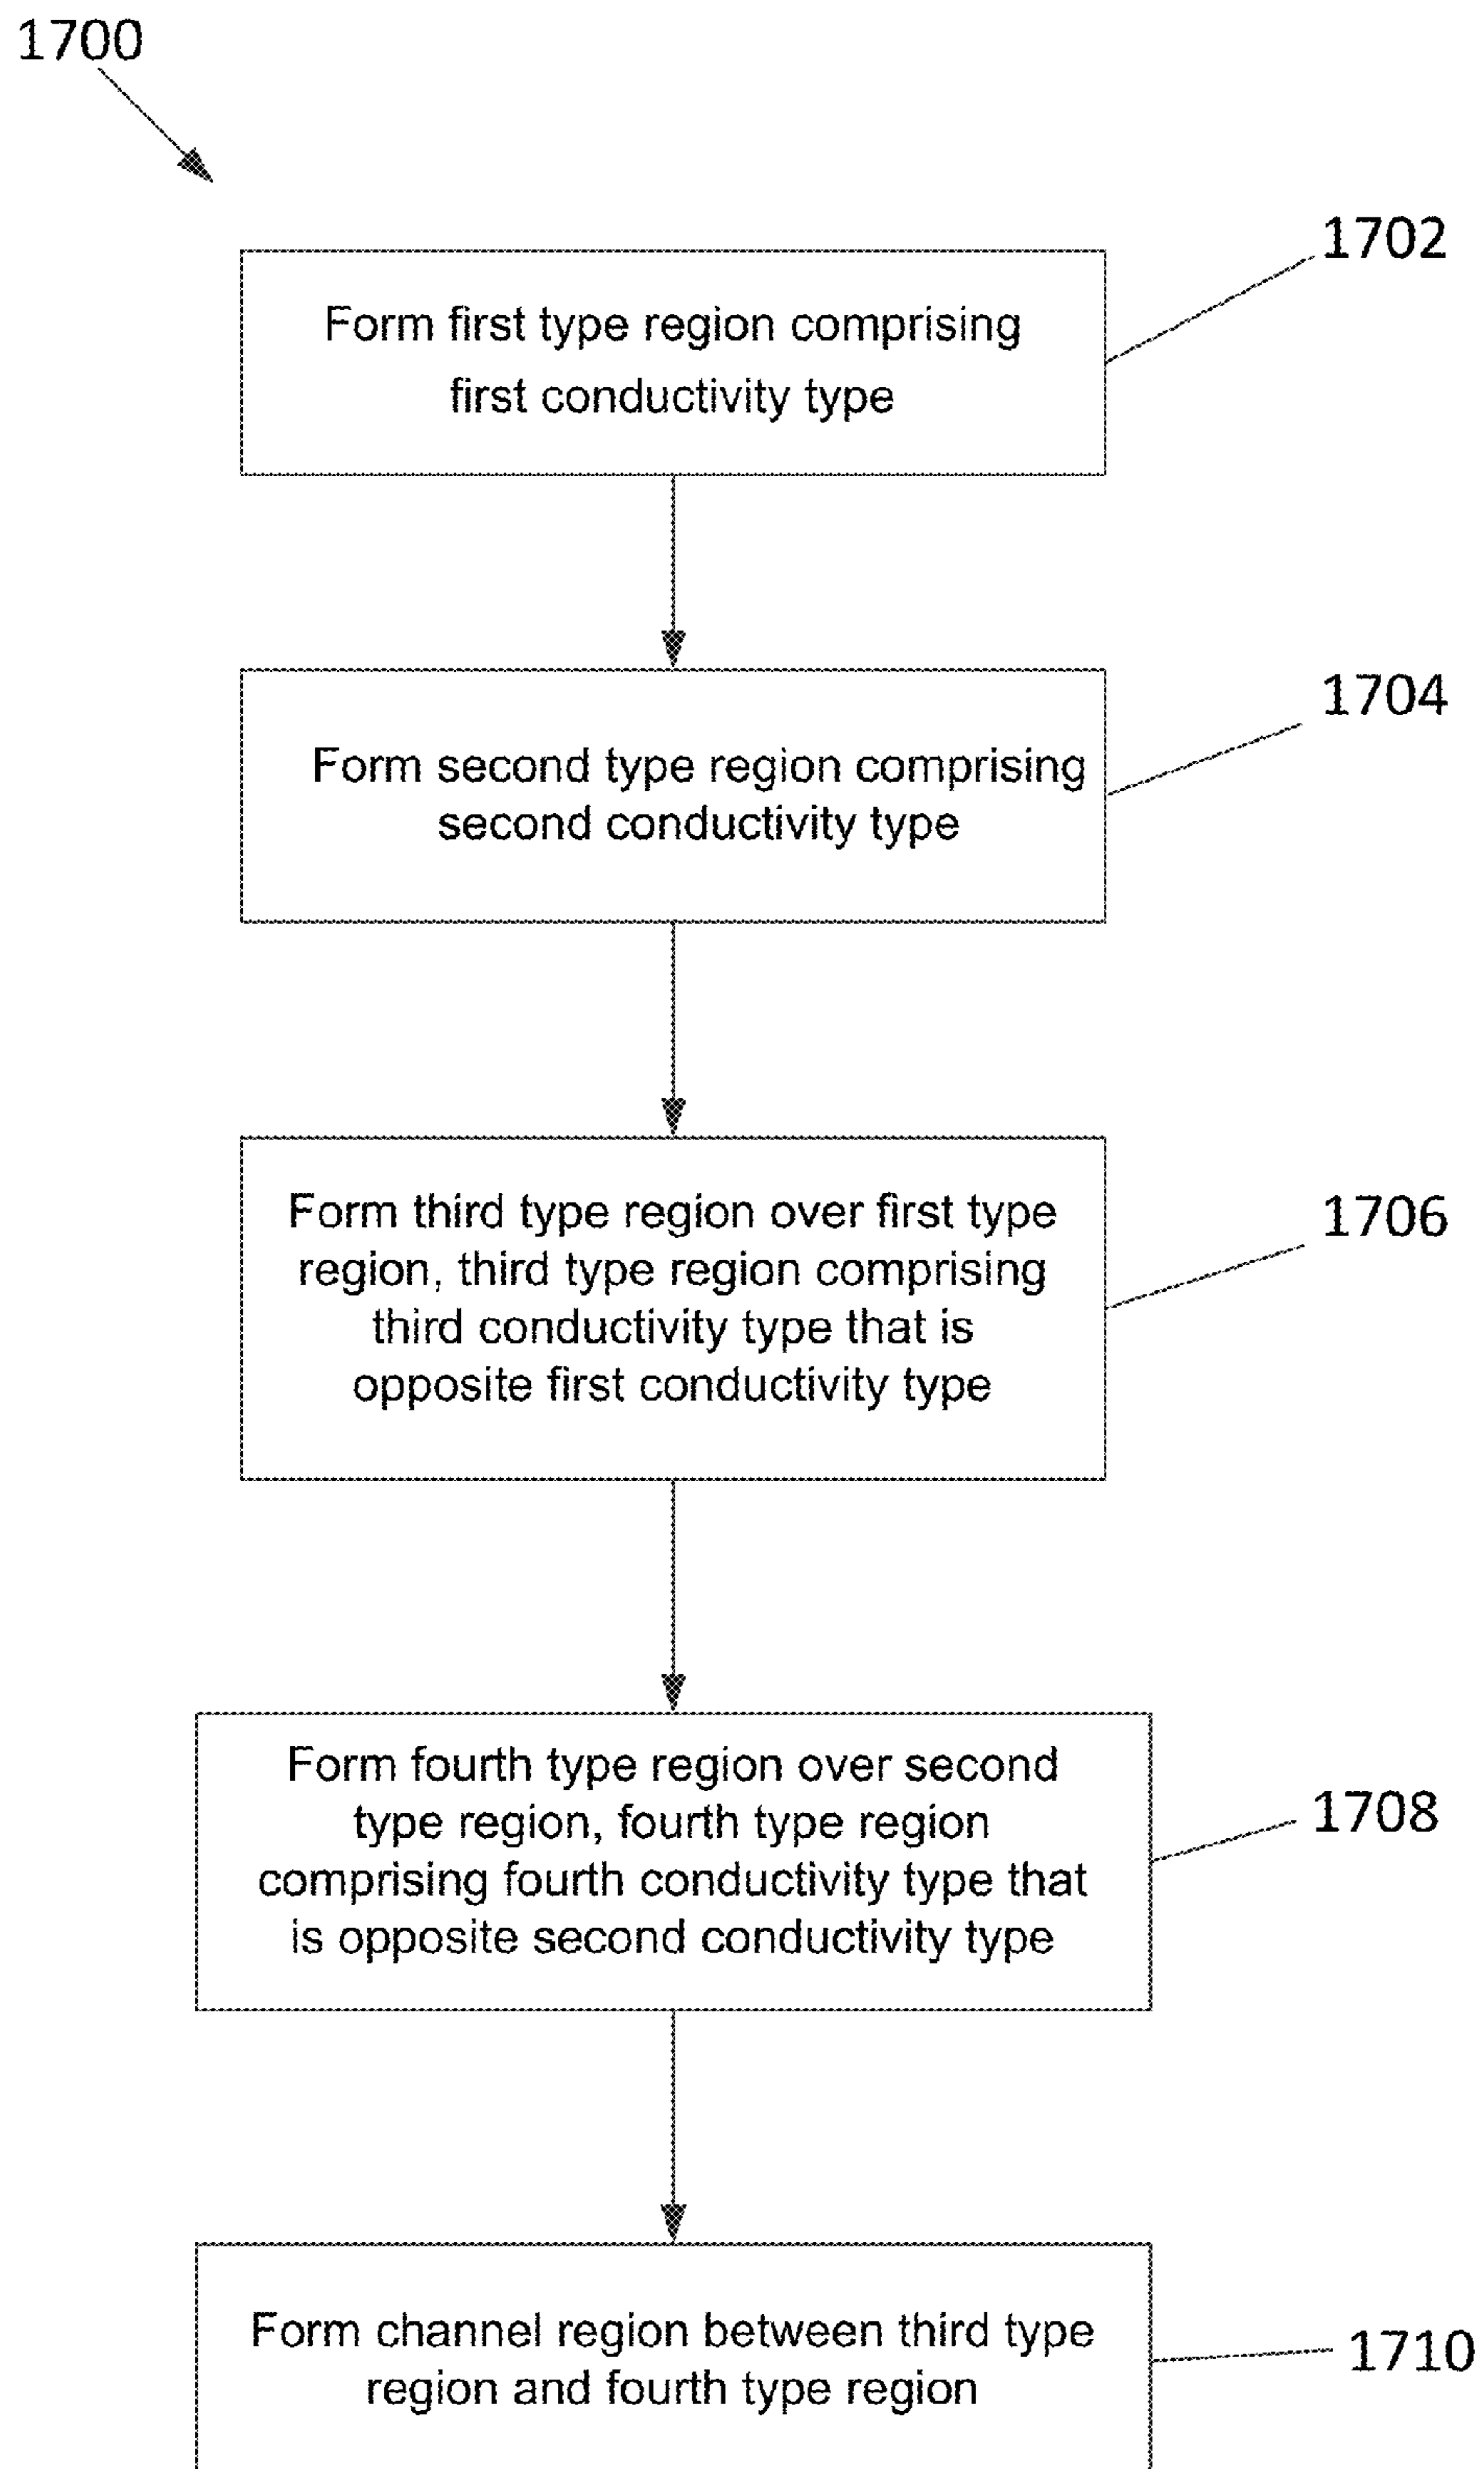 1700
1702
Form first type region comprising
first conductivity type
1704
Form second type region comprising
second conductivity type
1706
Form third type region over first type
region, third type region comprising
third conductivity type that is
opposite first conductivity type
1708
Form fourth type region over second
type region, fourth type region
comprising fourth conductivity type that
is opposite second conductivity type
1710
Form channel region between third type
region and fourth type region